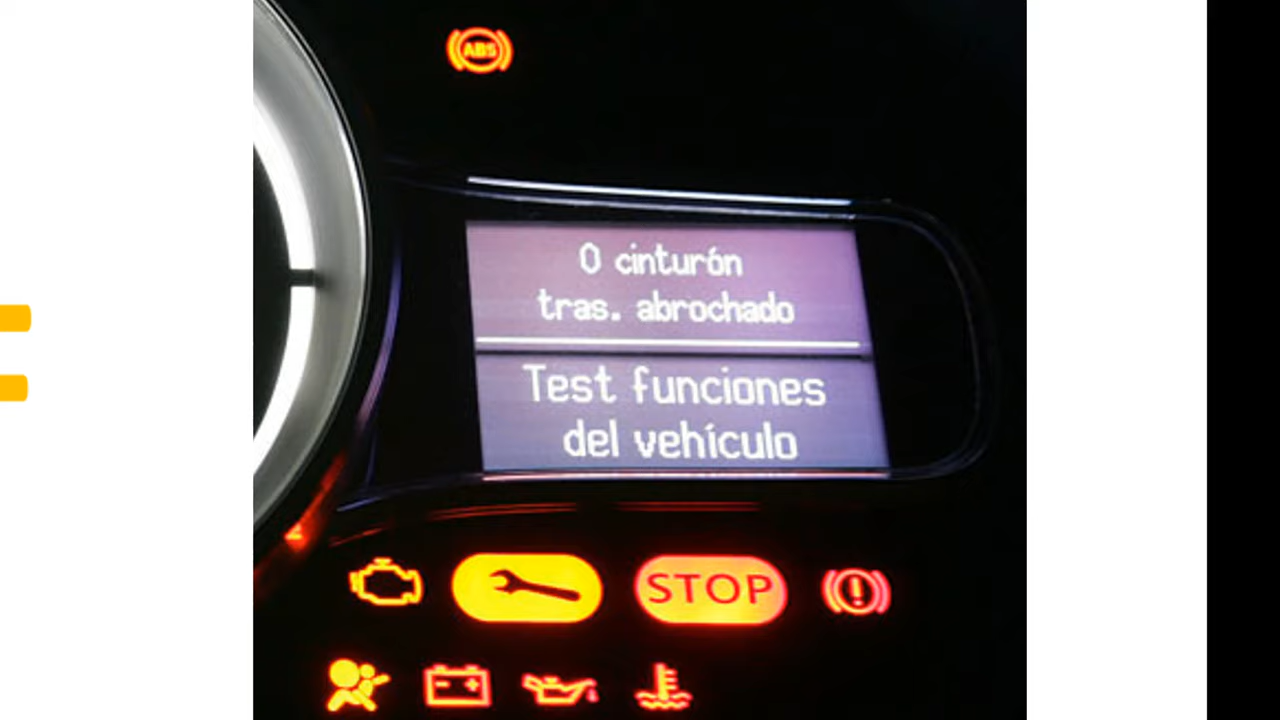 ABS
0 cinturón
tras. abrochado
Test funciones
del vehículo
STOP